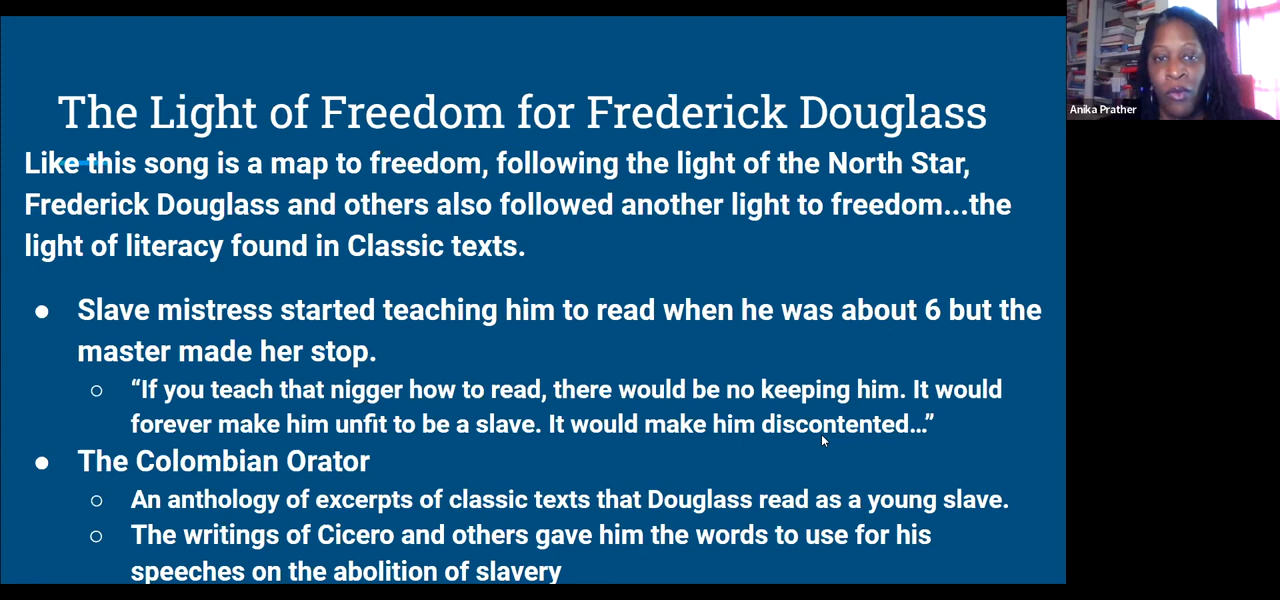 The Light of Freedom for Frederick Douglass
Like this song is a map to freedom, following the light of the North Star,
Frederick Douglass and others also followed another light to freedom...the
light of literacy found in Classic texts.
● Slave mistress started teaching him to read when he was about 6 but the
master made her stop.
○ “If you teach that nigger how to read, there would be no keeping him. It would
forever make him unfit to be a slave. It would make him discontented…”
● The Colombian Orator
○ An anthology of excerpts of classic texts that Douglass read as a young slave.
○ The writings of Cicero and others gave him the words to use for his
speeches on the abolition of slavery
Anika Prather